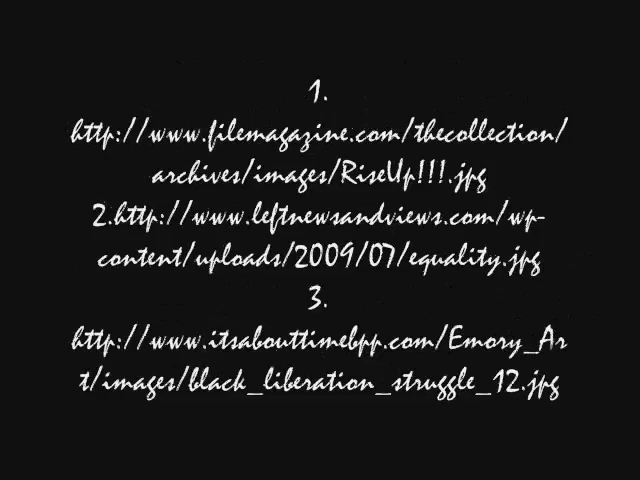 1.
http://www.filemagazine.com/thecollection/
archives/images/RiseUp!!!.jpg
2.http://www.leftnewsandviews.com/wp-
content/uploads/2009/07/equality.jpg
3.
http://www.itsabouttimebpp.com/Emory_Ar
t/images/black_liberation_struggle_12.jpg